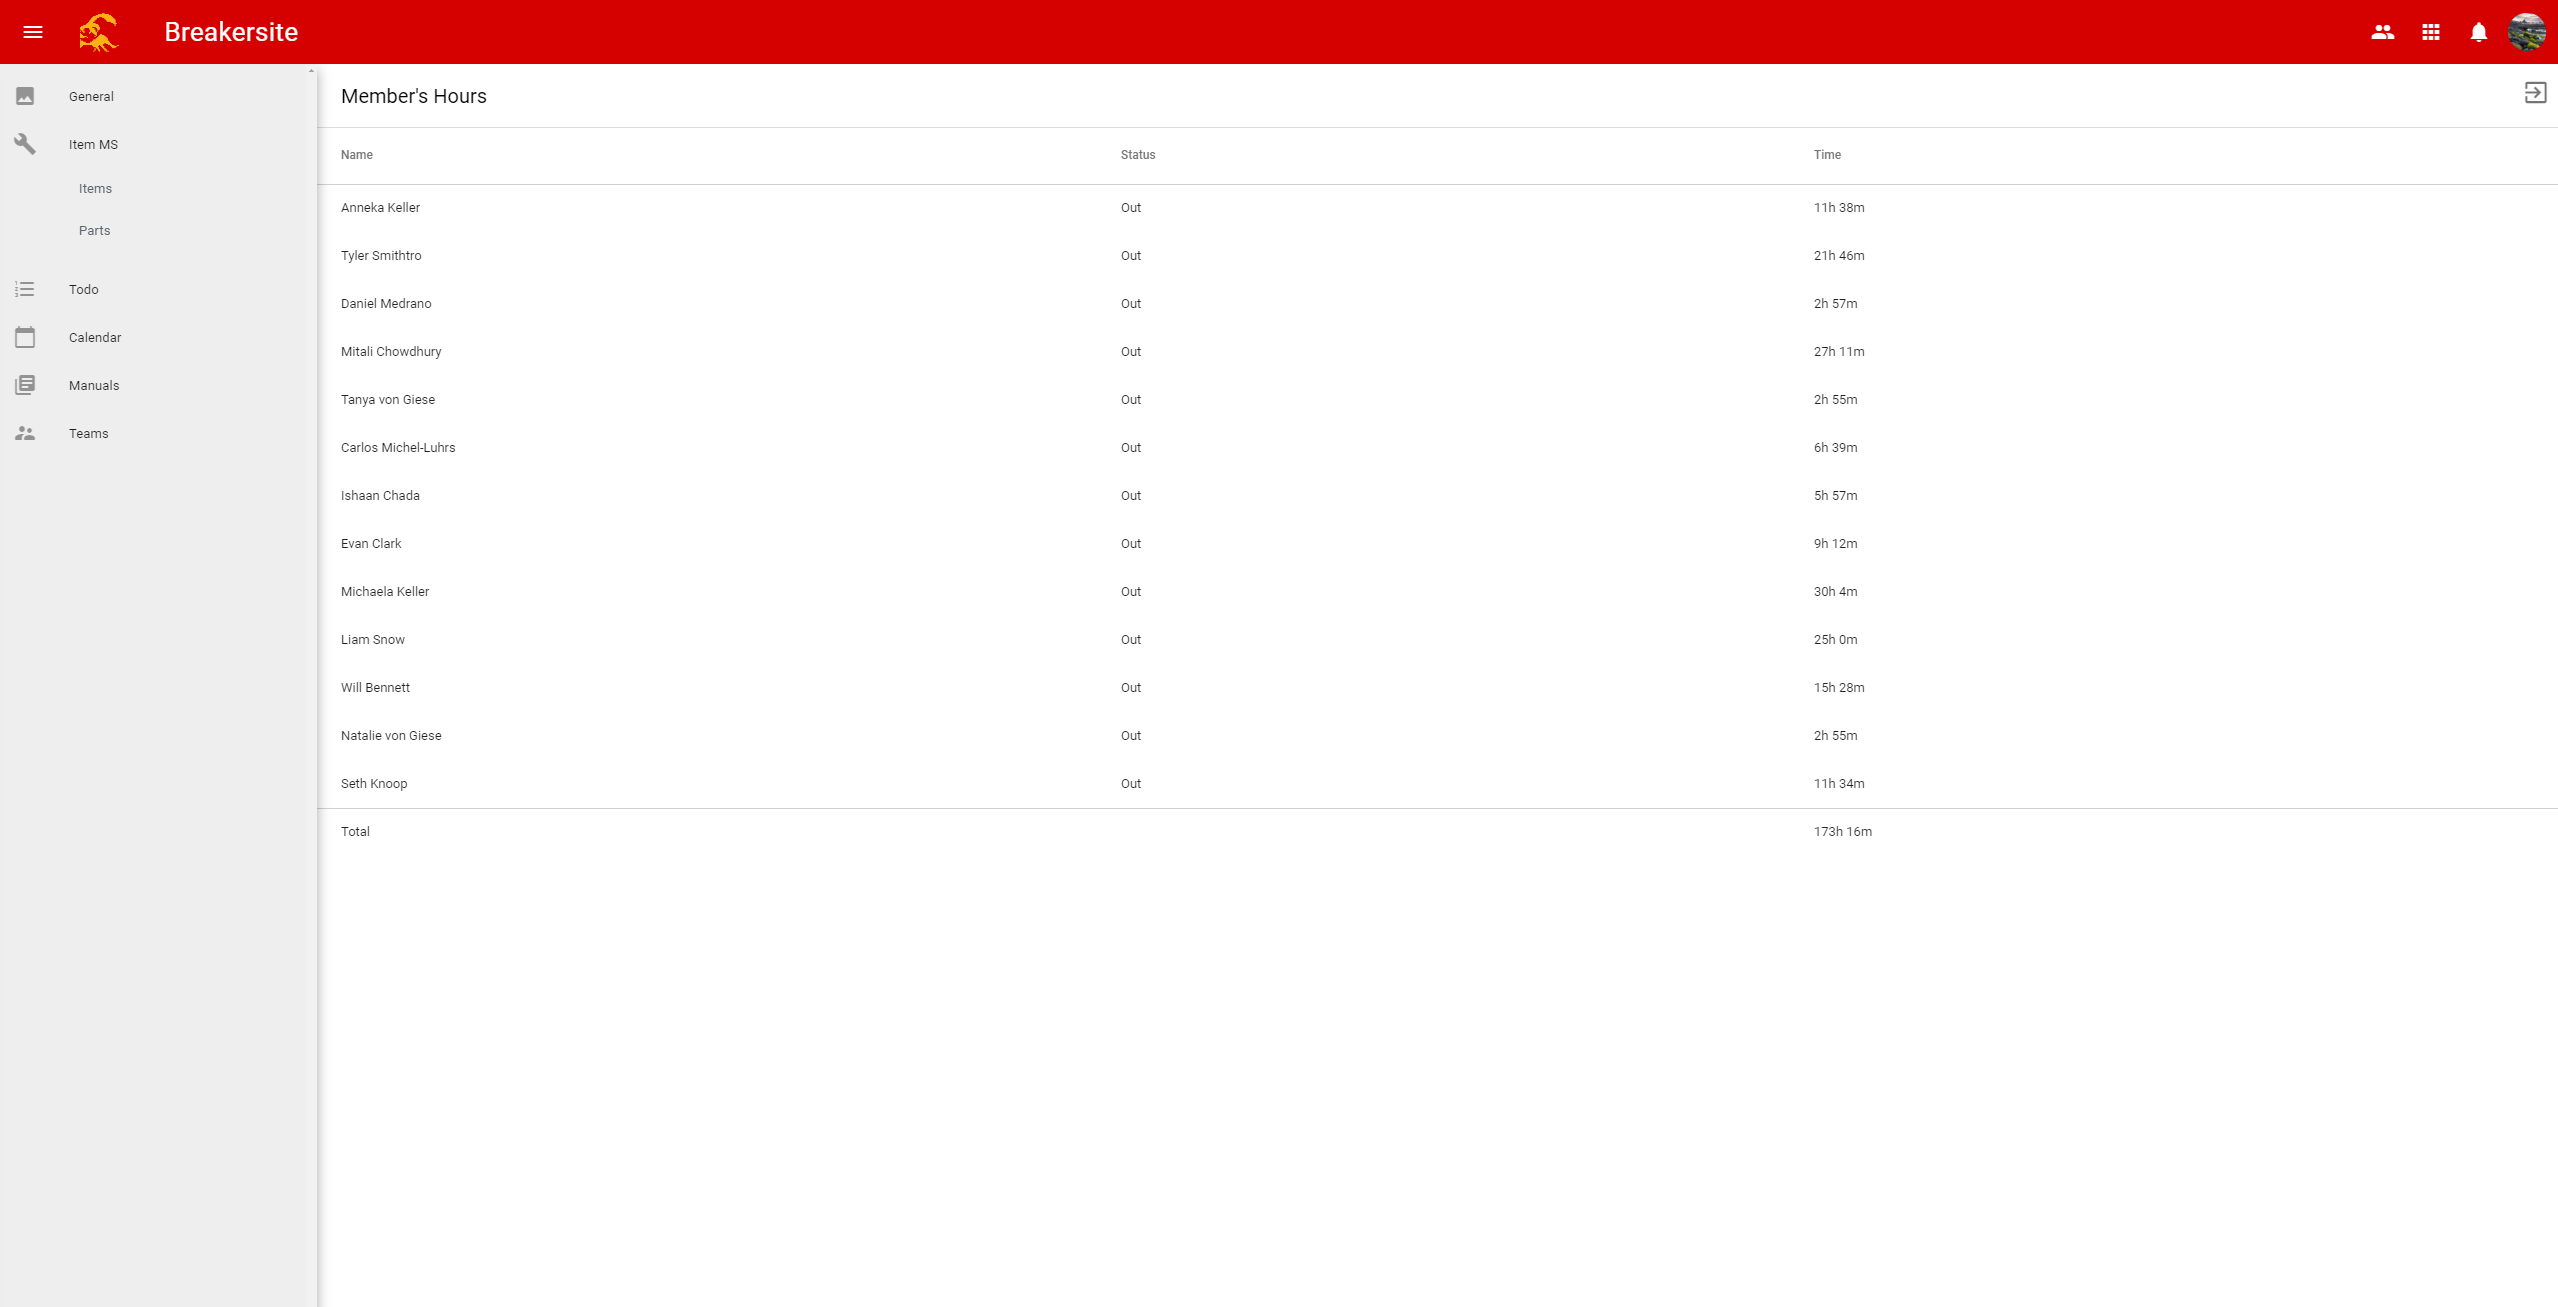 Breakersite
General
Item MS
Items
Parts
Todo
Calendar
Manuals
Teams
Member's Hours
Name Status Time
Anneka Keller Out 11h 38m
Tyler Smithtro Out 21h 46m
Daniel Medrano Out 2h 57m
Mitali Chowdhury Out 27h 11m
Tanya von Giese Out 2h 55m
Carlos Michel-Luhrs Out 6h 39m
Ishaan Chada Out 5h 57m
Evan Clark Out 9h 12m
Michaela Keller Out 30h 4m
Liam Snow Out 25h 0m
Will Bennett Out 15h 28m
Natalie von Giese Out 2h 55m
Seth Knoop Out 11h 34m
Total 173h 16m